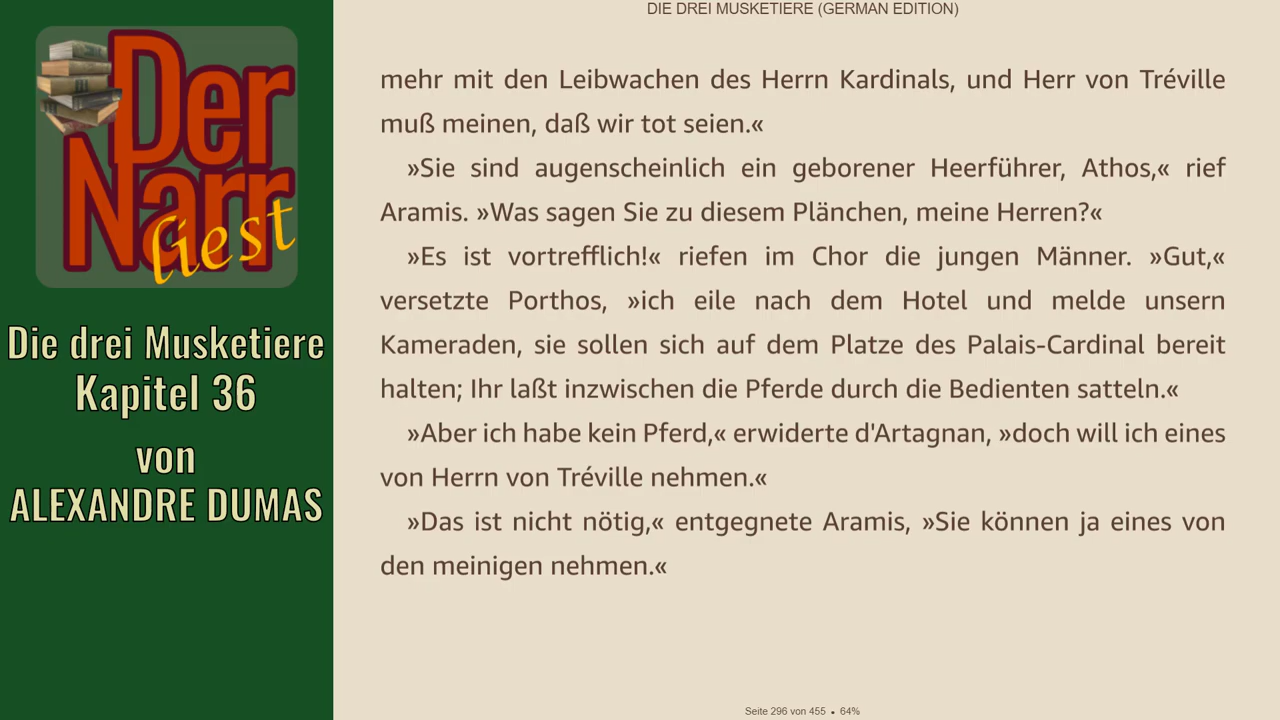 Der
Narr
liest
Die drei Musketiere
Kapitel 36
von
ALEXANDRE DUMAS
DIE DREI MUSKETIERE (GERMAN EDITION)
mehr mit den Leibwachen des Herrn Kardinals, und Herr von Tréville
muß meinen, daß wir tot seien.«
»Sie sind augenscheinlich ein geborener Heerführer, Athos,« rief
Aramis. »Was sagen Sie zu diesem Plänchen, meine Herren?«
»Es ist vortrefflich!« riefen im Chor die jungen Männer. »Gut,«
versetzte Porthos, »ich eile nach dem Hotel und melde unsern
Kameraden, sie sollen sich auf dem Platze des Palais-Cardinal bereit
halten; Ihr laßt inzwischen die Pferde durch die Bedienten satteln.«
»Aber ich habe kein Pferd,« erwiderte d'Artagnan, »doch will ich eines
von Herrn von Tréville nehmen.«
»Das ist nicht nötig,« entgegnete Aramis, »Sie können ja eines von
den meinigen nehmen.«
Seite 296 von 455 • 64%